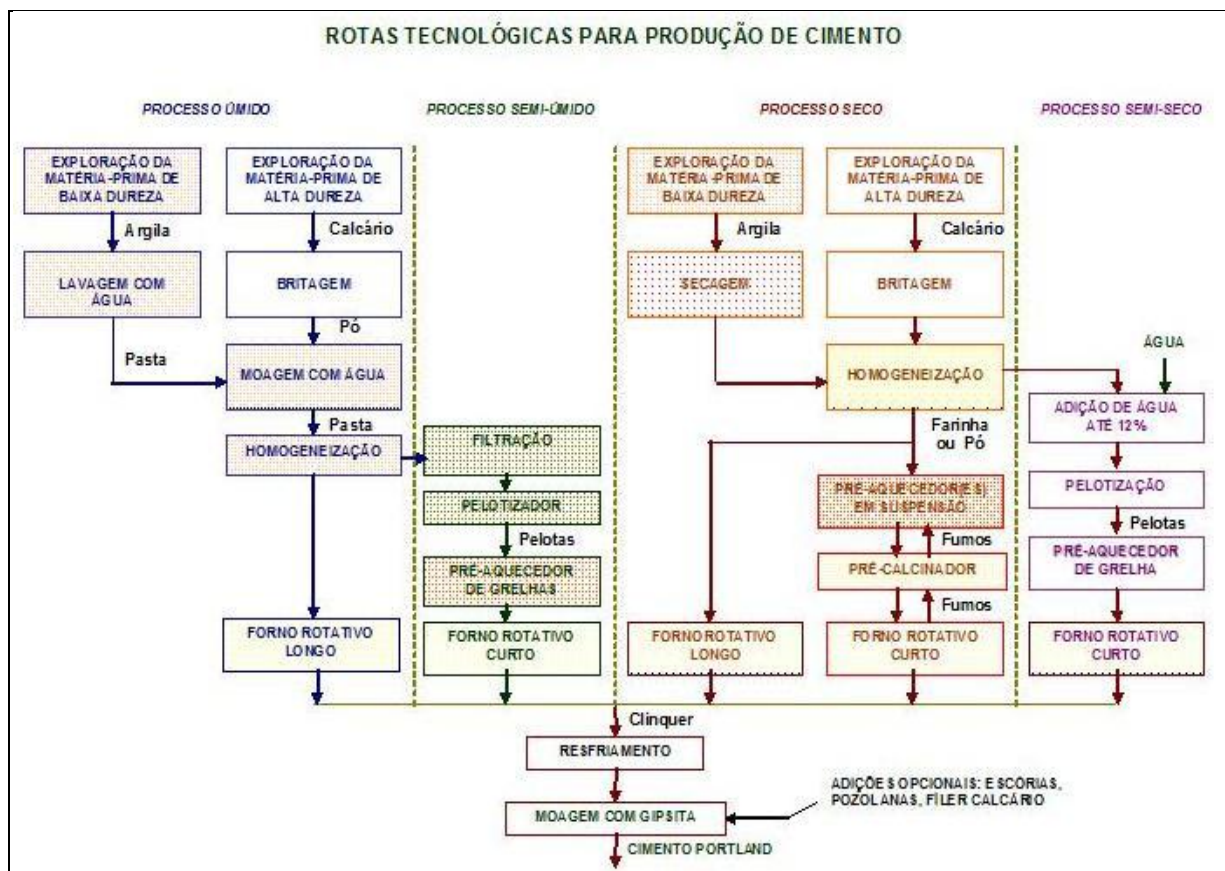 ROTAS TECNOLÓGICAS PARA PRODUÇÃO DE CIMENTO
PROCESSO ÚMIDO
PROCESSO SEMI-ÚMIDO
PROCESSO SECO
PROCESSO SEMI-SECO
EXPLORAÇÃO DA
MATÉRIA-PRIMA DE
BAIXA DUREZA
EXPLORAÇÃO DA
MATÉRIA-PRIMA DE
ALTA DUREZA
Argila
Calcário
LAVAGEM COM
ÁGUA
BRITAGEM
Pó
Pasta
MOAGEM COM ÁGUA
Pasta
HOMOGENEIZAÇÃO
FORNO ROTATIVO
LONGO
FILTRAÇÃO
PELOTIZADOR
Pelotas
PRÉ-AQUECEDOR
DE GRELHAS
FORNO ROTATIVO
CURTO
EXPLORAÇÃO DA
MATÉRIA-PRIMA DE
BAIXA DUREZA
EXPLORAÇÃO DA
MATÉRIA-PRIMA DE
ALTA DUREZA
Argila
Calcário
SECAGEM
BRITAGEM
HOMOGENEIZAÇÃO
Farinha
ou Pó
PRÉ-AQUECEDOR(ES)
EM SUSPENSÃO
Fumos
PRÉ-CALCINADOR
Fumos
FORNO ROTATIVO
LONGO
FORNO ROTATIVO
CURTO
ÁGUA
ADIÇÃO DE ÁGUA
ATÉ 12%
PELOTIZAÇÃO
Pelotas
PRÉ-AQUECEDOR
DE GRELHA
FORNO ROTATIVO
CURTO
Clinquer
RESFRIAMENTO
ADIÇÕES OPCIONAIS: ESCÓRIAS,
POZOLANAS, FÍLER CALCÁRIO
MOAGEM COM GIPSITA
CIMENTO PORTLAND